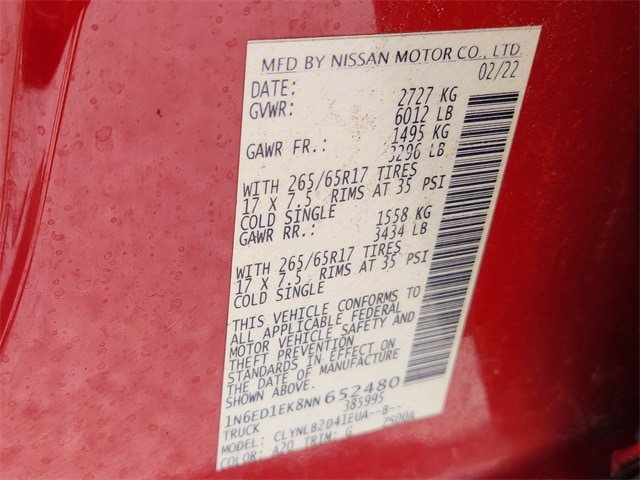 MFD BY NISSAN MOTOR CO., LTD.
DATE: 02/22
GVWR: 2727 KG
6012 LB
GAWR FR.: 1495 KG
3296 LB
WITH 265/65R17 TIRES
17 X 7.5 RIMS AT 35 PSI
COLD SINGLE
GAWR RR.: 1558 KG
3434 LB
WITH 265/65R17 TIRES
17 X 7.5 RIMS AT 35 PSI
COLD SINGLE
THIS VEHICLE CONFORMS TO
ALL APPLICABLE FEDERAL
MOTOR VEHICLE SAFETY AND
THEFT PREVENTION
STANDARDS IN EFFECT ON
THE DATE OF MANUFACTURE
SHOWN ABOVE.
1N6ED1EK8NN652480
TRUCK 385995
MODEL: CLYNLB2D41EUA--B--
COLOR: A20 TRIM: G ZS00A